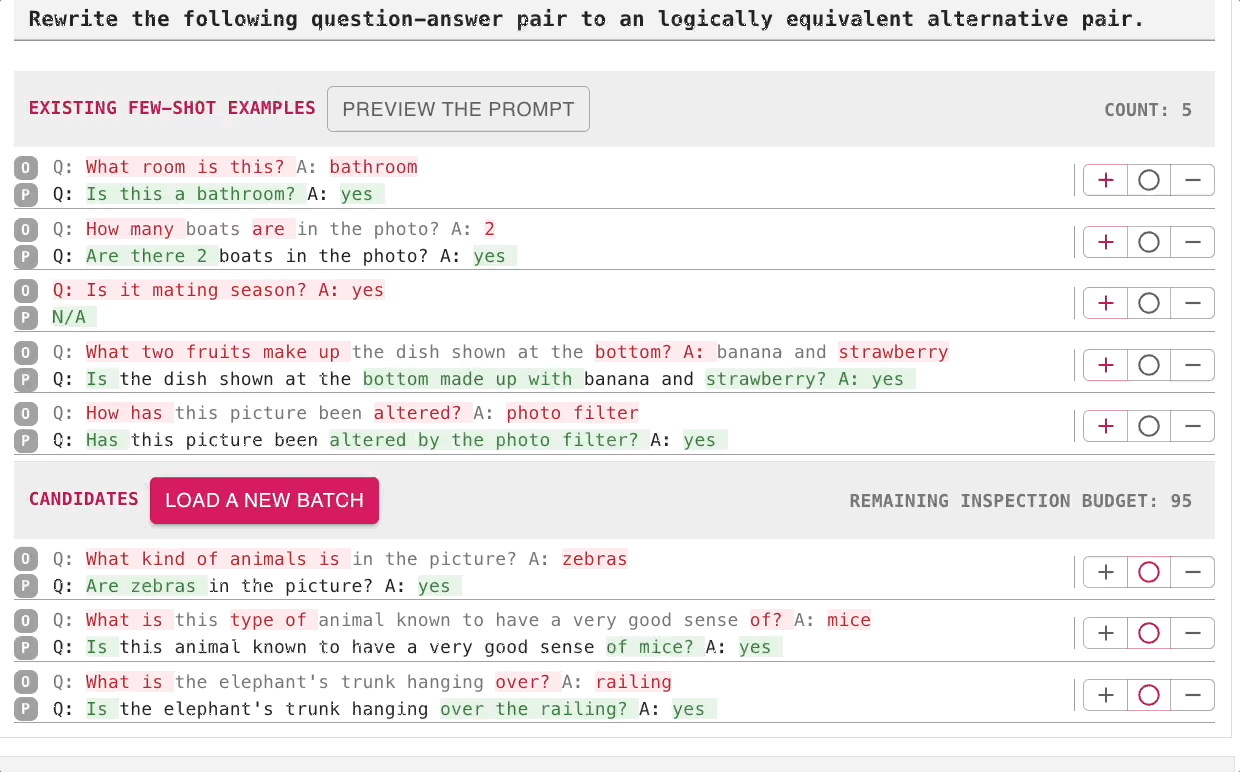 Rewrite the following question-answer pair to an logically equivalent alternative pair.
EXISTING FEW-SHOT EXAMPLES PREVIEW THE PROMPT COUNT: 5
O Q: What room is this? A: bathroom
P Q: Is this a bathroom? A: yes
O Q: How many boats are in the photo? A: 2
P Q: Are there 2 boats in the photo? A: yes
O Q: Is it mating season? A: yes
P N/A
O Q: What two fruits make up the dish shown at the bottom? A: banana and strawberry
P Q: Is the dish shown at the bottom made up with banana and strawberry? A: yes
O Q: How has this picture been altered? A: photo filter
P Q: Has this picture been altered by the photo filter? A: yes
CANDIDATES LOAD A NEW BATCH REMAINING INSPECTION BUDGET: 95
O Q: What kind of animals is in the picture? A: zebras
P Q: Are zebras in the picture? A: yes
O Q: What is this type of animal known to have a very good sense of? A: mice
P Q: Is this animal known to have a very good sense of mice? A: yes
O Q: What is the elephant's trunk hanging over? A: railing
P Q: Is the elephant's trunk hanging over the railing? A: yes